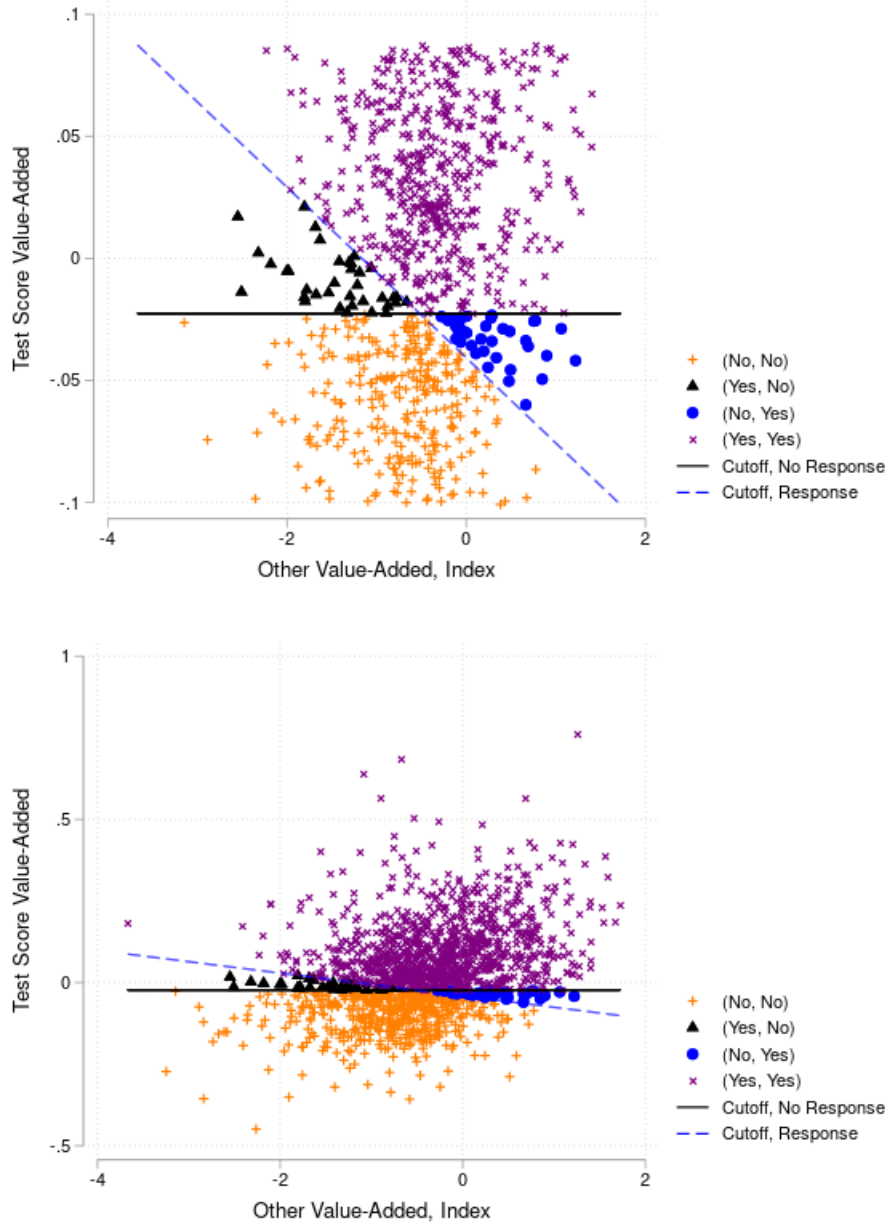 .1
.05
0
-.05
-.1
Test Score Value-Added
-4
-2
0
2
Other Value-Added, Index
(No, No)
(Yes, No)
(No, Yes)
(Yes, Yes)
Cutoff, No Response
Cutoff, Response
1
.5
0
-.5
Test Score Value-Added
-4
-2
0
2
Other Value-Added, Index
(No, No)
(Yes, No)
(No, Yes)
(Yes, Yes)
Cutoff, No Response
Cutoff, Response